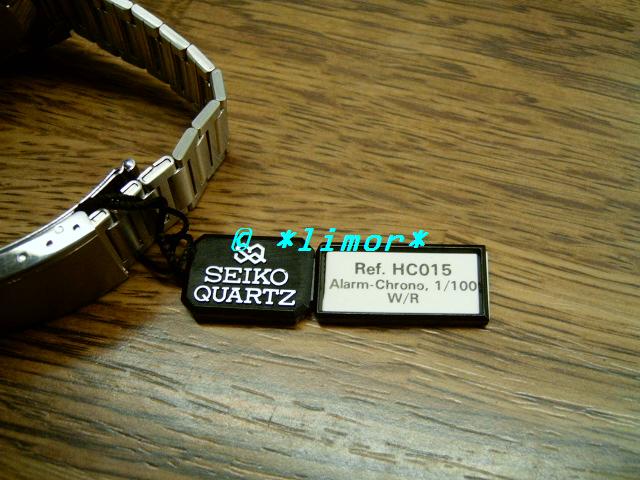 @ *limor*
SEIKO
QUARTZ
Ref. HC015
Alarm-Chrono, 1/100
W/R